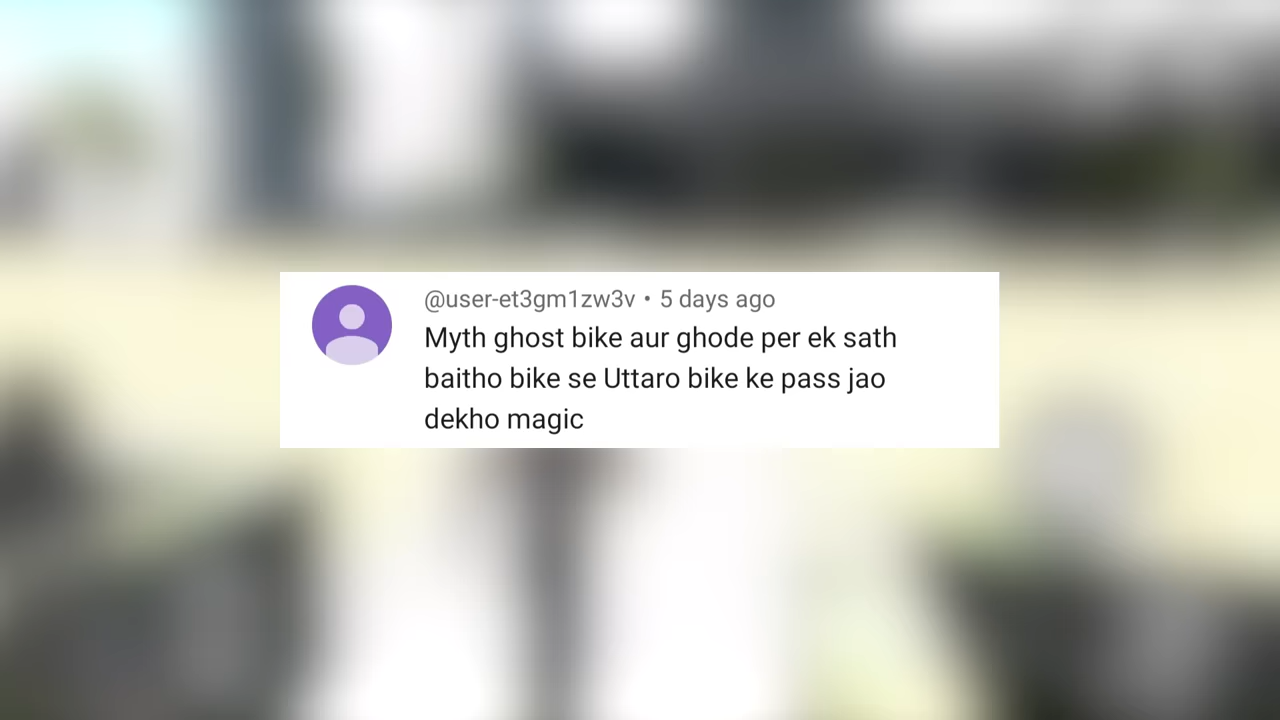 @user-et3gm1zw3v • 5 days ago
Myth ghost bike aur ghode per ek sath
baitho bike se Uttaro bike ke pass jao
dekho magic